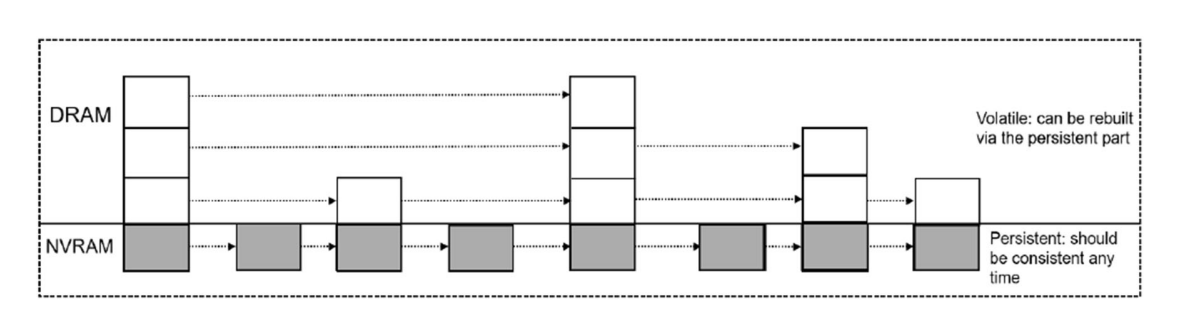 DRAM
Volatile: can be rebuilt
via the persistent part
NVRAM
Persistent: should
be consistent any
time